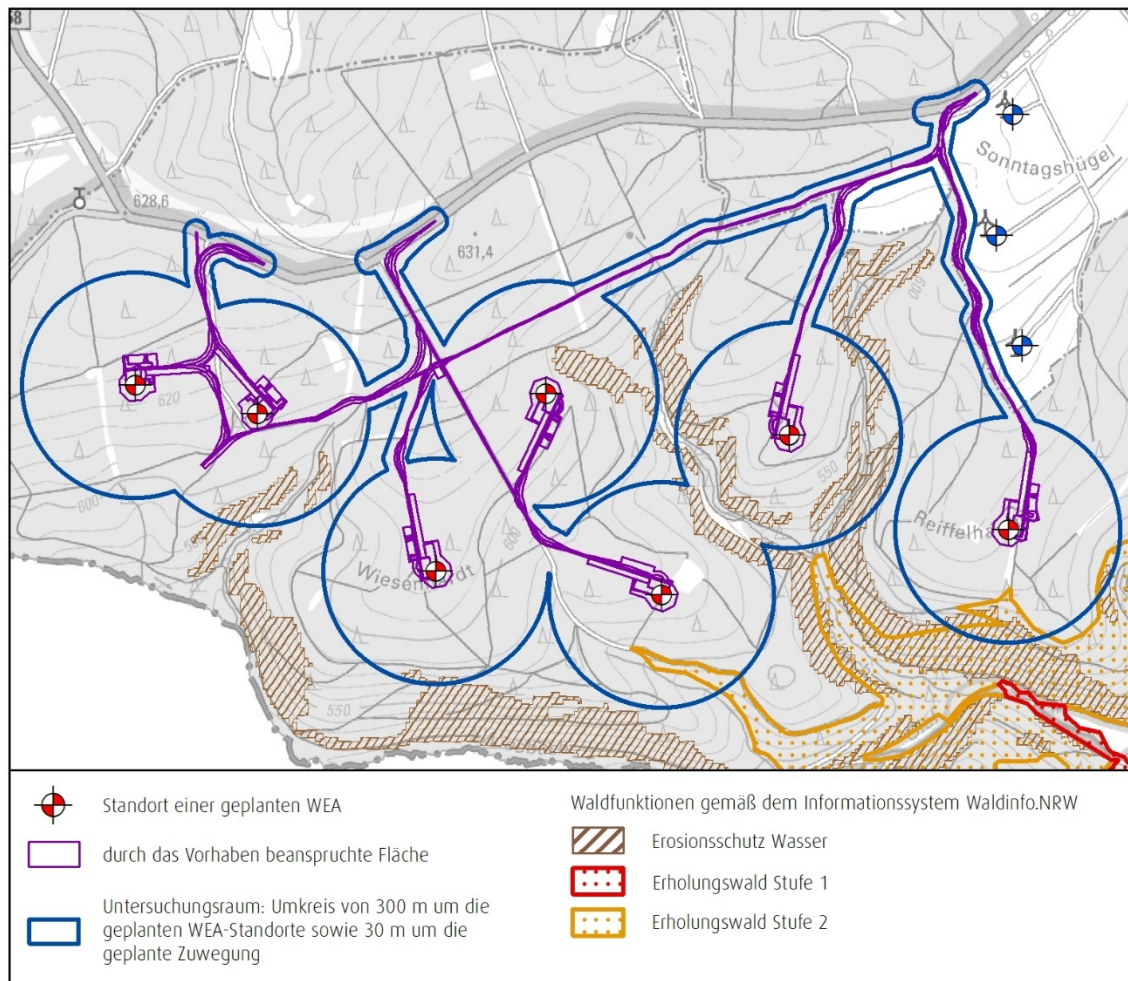 58
628,6
631,4
Sonntagshügel
620
600
009
550
Reiffelha
600
Wiesenhardt
550
Standort einer geplanten WEA
durch das Vorhaben beanspruchte Fläche
Untersuchungsraum: Umkreis von 300 m um die
geplanten WEA-Standorte sowie 30 m um die
geplante Zuwegung
Waldfunktionen gemäß dem Informationssystem Waldinfo.NRW
Erosionsschutz Wasser
Erholungswald Stufe 1
Erholungswald Stufe 2